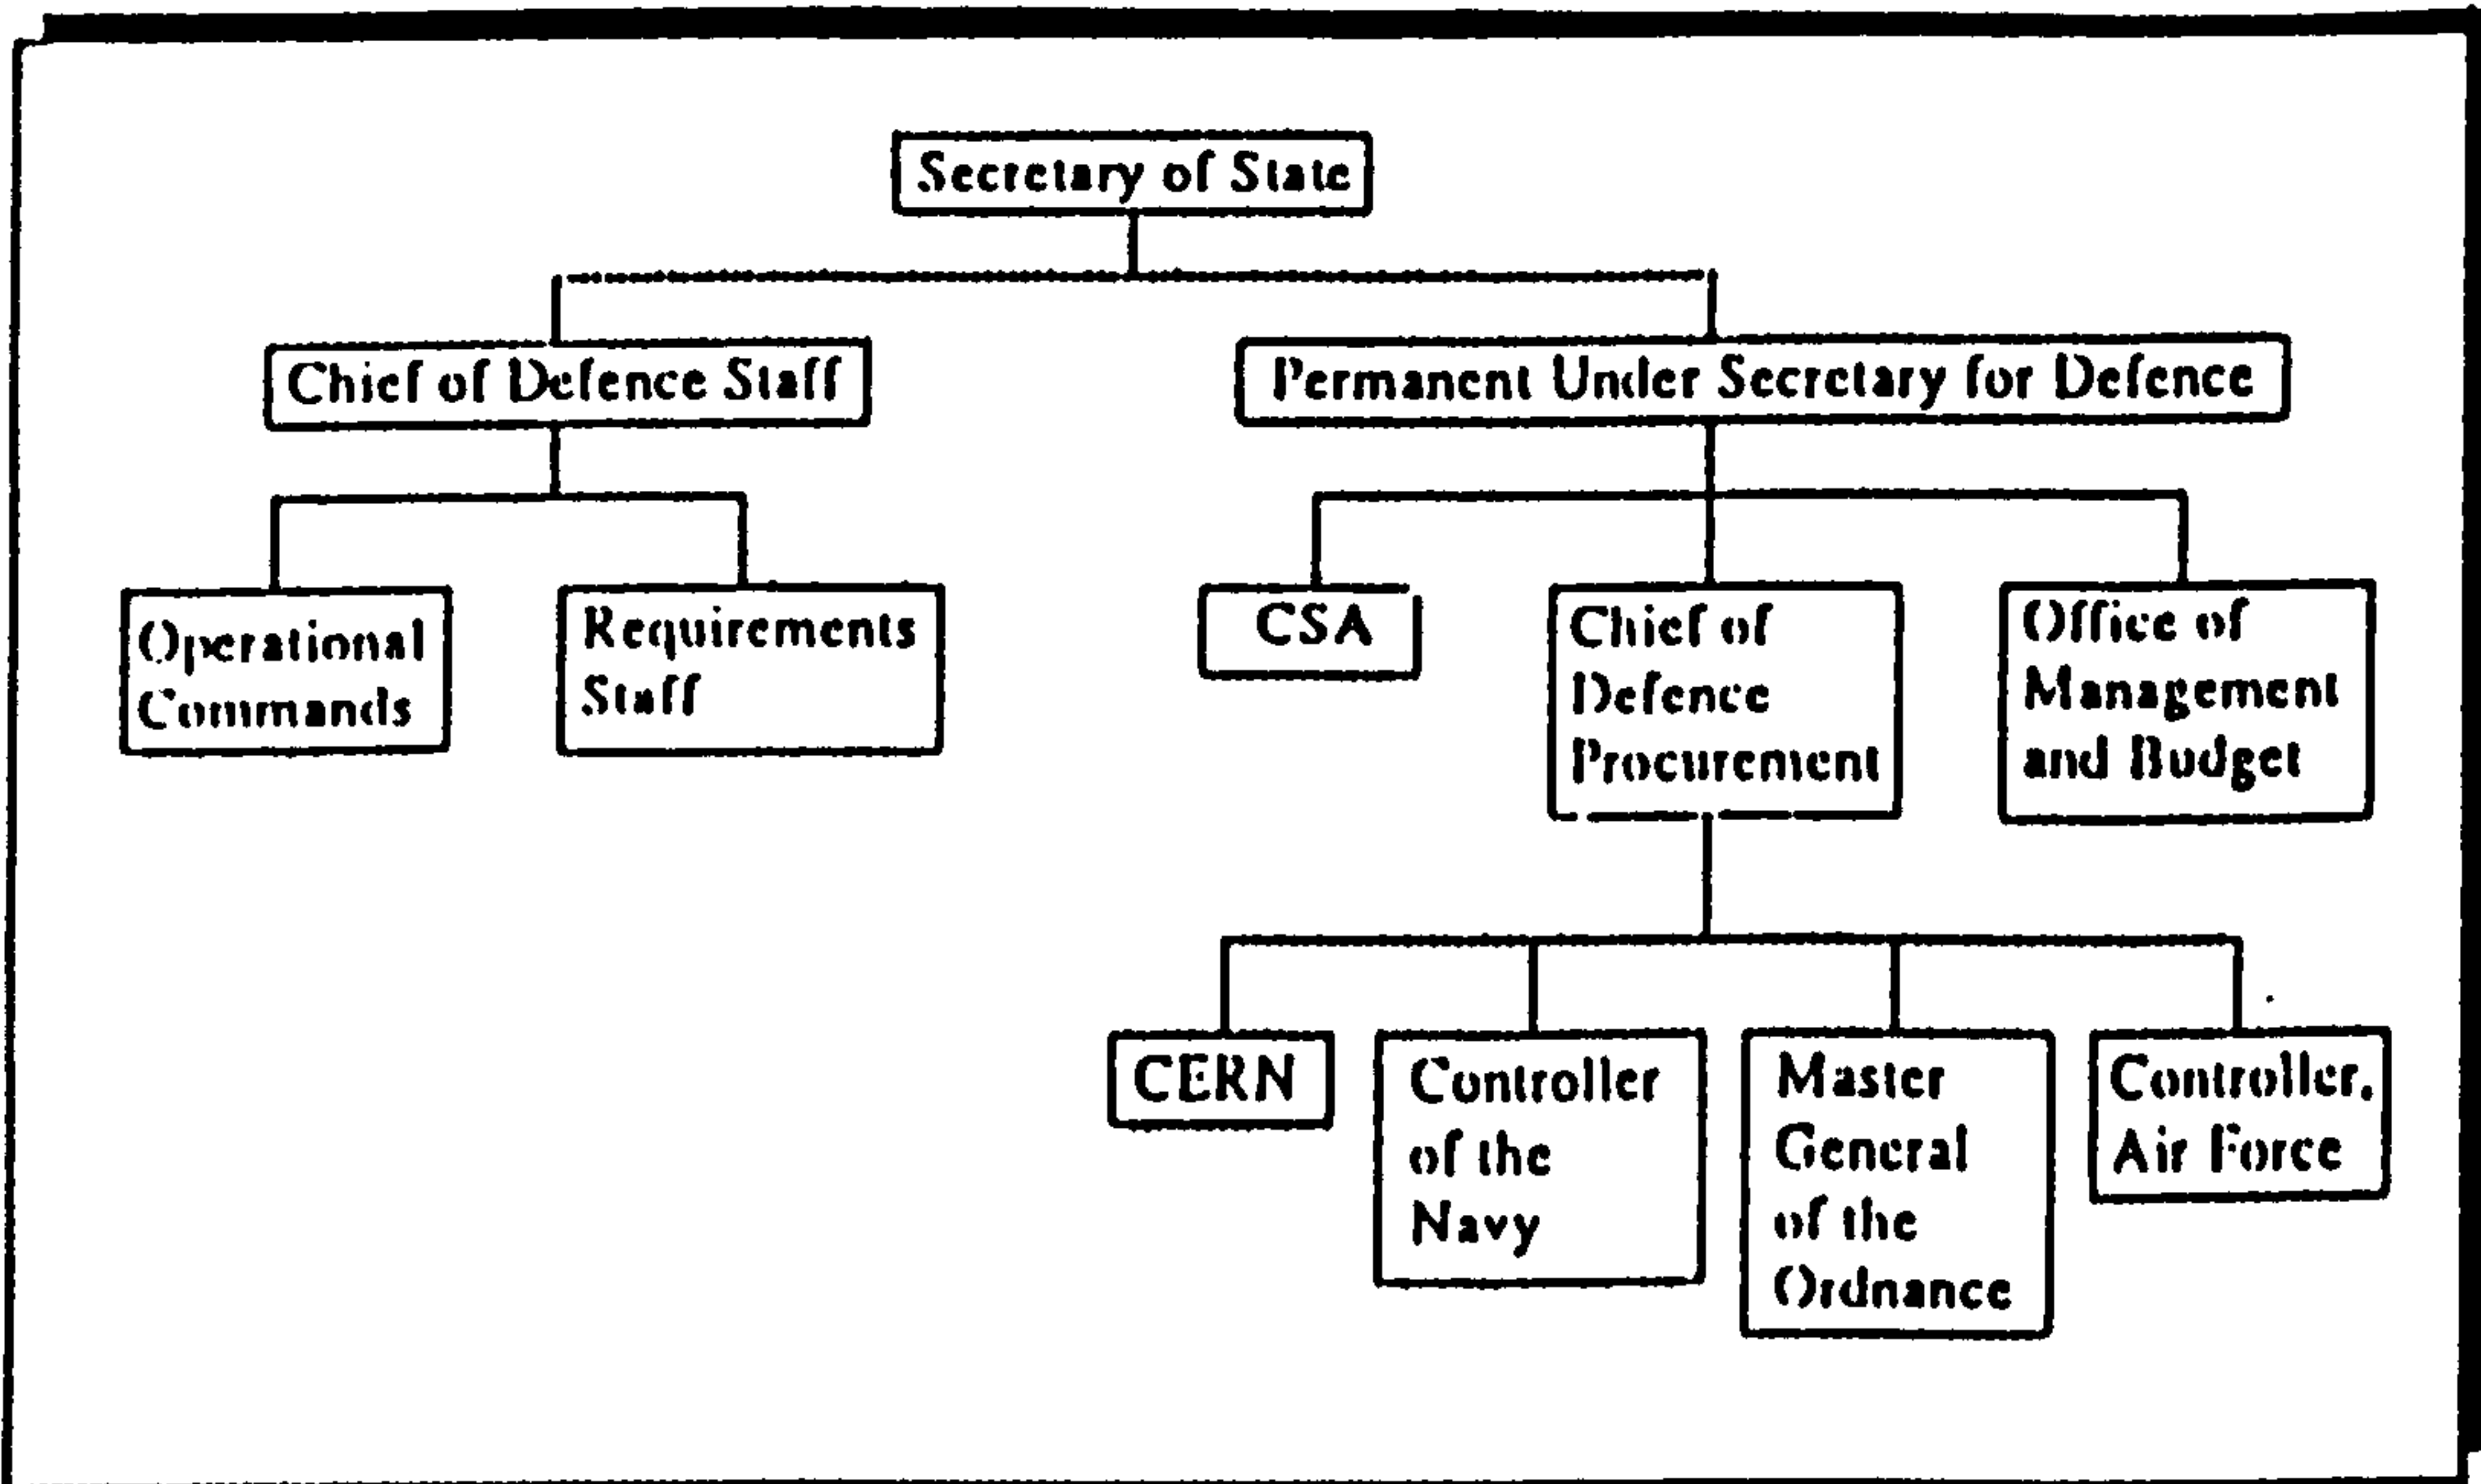 Secretary of State
Chief of Defence Staff
Permanent Under Secretary for Defence
Operational
Commands
Requirements
Staff
CSA
Chief of
Defence
Procurement
Office of
Management
and Budget
CERN
Controller
of the
Navy
Master
General
of the
Ordnance
Controller,
Air Force